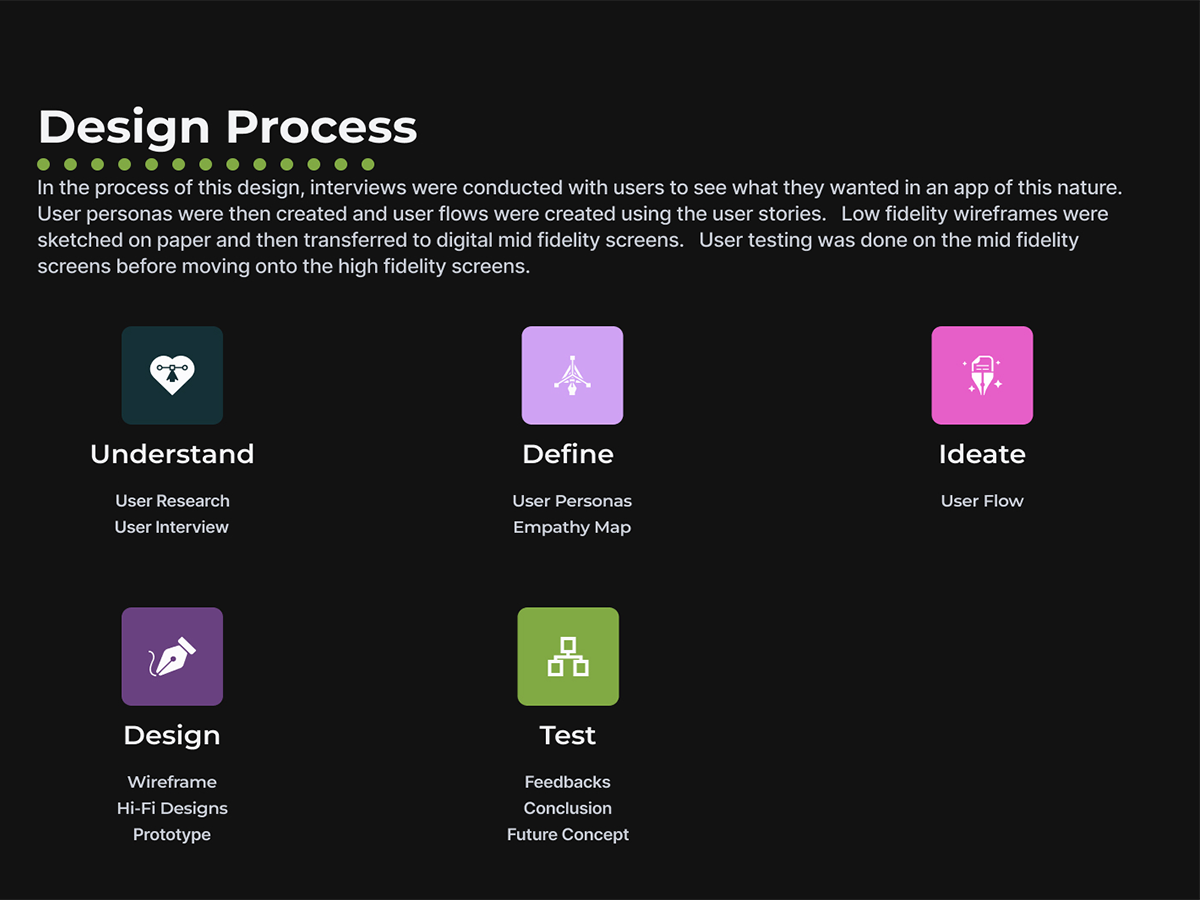 Design Process
In the process of this design, interviews were conducted with users to see what they wanted in an app of this nature.
User personas were then created and user flows were created using the user stories.   Low fidelity wireframes were
sketched on paper and then transferred to digital mid fidelity screens.   User testing was done on the mid fidelity
screens before moving onto the high fidelity screens.
Understand
User Research
User Interview
Define
User Personas
Empathy Map
Ideate
User Flow
Design
Wireframe
Hi-Fi Designs
Prototype
Test
Feedbacks
Conclusion
Future Concept